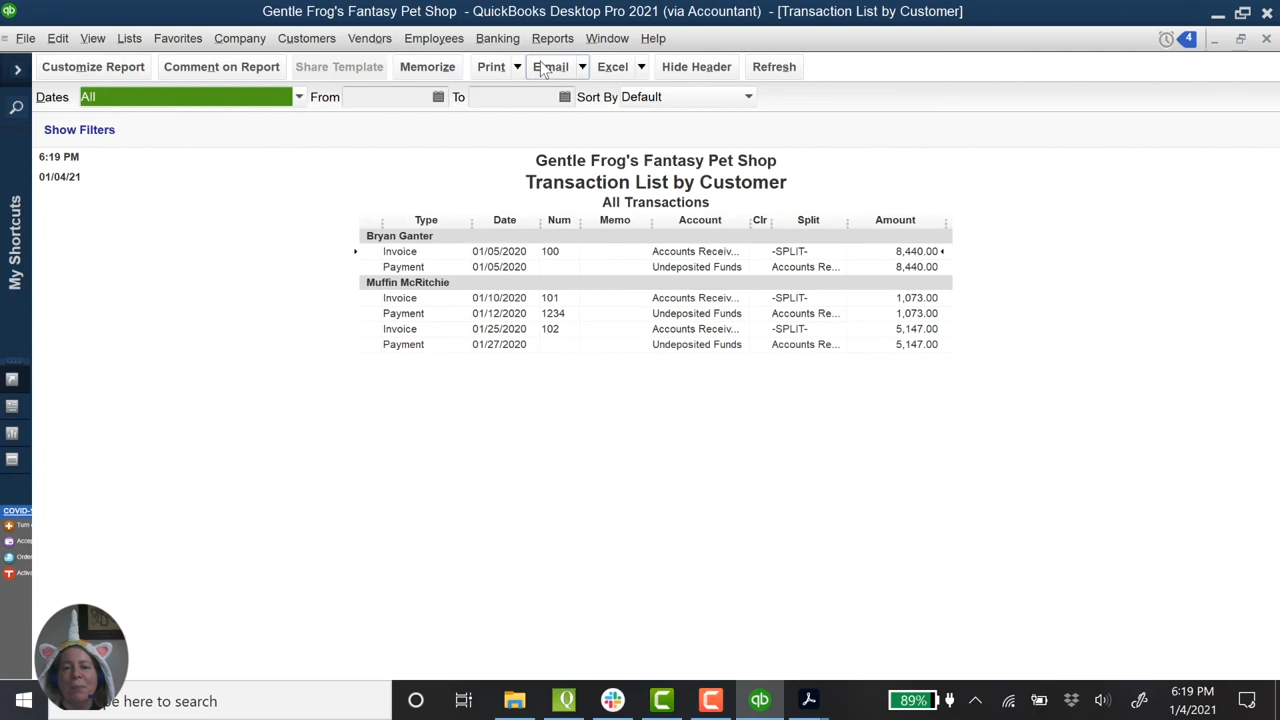 Gentle Frog's Fantasy Pet Shop - QuickBooks Desktop Pro 2021 (via Accountant) - [Transaction List by Customer]
File Edit View Lists Favorites Company Customers Vendors Employees Banking Reports Window Help 4
Customize Report Comment on Report Share Template Memorize Print E-mail Excel Hide Header Refresh
Dates All From To Sort By Default
Show Filters
6:19 PM
01/04/21
Gentle Frog's Fantasy Pet Shop
Transaction List by Customer
All Transactions
Type Date Num Memo Account Clr Split Amount
Bryan Ganter
Invoice 01/05/2020 100 Accounts Receiv... -SPLIT- 8,440.00
Payment 01/05/2020 Undeposited Funds Accounts Re... 8,440.00
Muffin McRitchie
Invoice 01/10/2020 101 Accounts Receiv... -SPLIT- 1,073.00
Payment 01/12/2020 1234 Undeposited Funds Accounts Re... 1,073.00
Invoice 01/25/2020 102 Accounts Receiv... -SPLIT- 5,147.00
Payment 01/27/2020 Undeposited Funds Accounts Re... 5,147.00
My Shortcuts
COVID-
Turn
Acce
Orde
Activ
pe here to search
89%
6:19 PM
1/4/2021